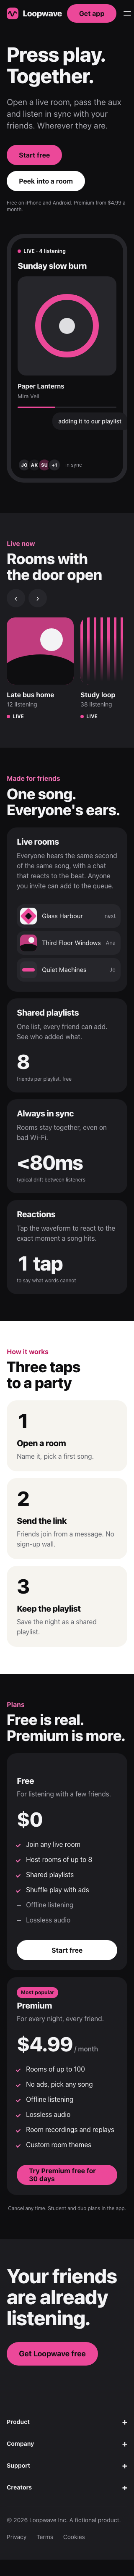 Loopwave
Get app
Press play.
Together.
Open a live room, pass the aux
and listen in sync with your
friends. Wherever they are.
Start free
Peek into a room
Free on iPhone and Android. Premium from $4.99 a
month.
LIVE · 4 listening
Sunday slow burn
Paper Lanterns
Mira Vell
adding it to our playlist
JO AK SU +1 in sync
Live now
Rooms with
the door open
Late bus home
12 listening
LIVE
Study loop
38 listening
LIVE
Made for friends
One song.
Everyone's ears.
Live rooms
Everyone hears the same second
of the same song, with a chat
that reacts to the beat. Anyone
you invite can add to the queue.
Glass Harbour next
Third Floor Windows Ana
Quiet Machines Jo
Shared playlists
One list, every friend can add.
See who added what.
8
friends per playlist, free
Always in sync
Rooms stay together, even on
bad Wi-Fi.
<80ms
typical drift between listeners
Reactions
Tap the waveform to react to the
exact moment a song hits.
1 tap
to say what words cannot
How it works
Three taps
to a party
1
Open a room
Name it, pick a first song.
2
Send the link
Friends join from a message. No
sign-up wall.
3
Keep the playlist
Save the night as a shared
playlist.
Plans
Free is real.
Premium is more.
Free
For listening with a few friends.
$0
Join any live room
Host rooms of up to 8
Shared playlists
Shuffle play with ads
Offline listening
Lossless audio
Start free
Most popular
Premium
For every night, every friend.
$4.99 / month
Rooms of up to 100
No ads, pick any song
Offline listening
Lossless audio
Room recordings and replays
Custom room themes
Try Premium free for
30 days
Cancel any time. Student and duo plans in the app.
Your friends
are already
listening.
Get Loopwave free
Product +
Company +
Support +
Creators +
© 2026 Loopwave Inc. A fictional product.
Privacy Terms Cookies